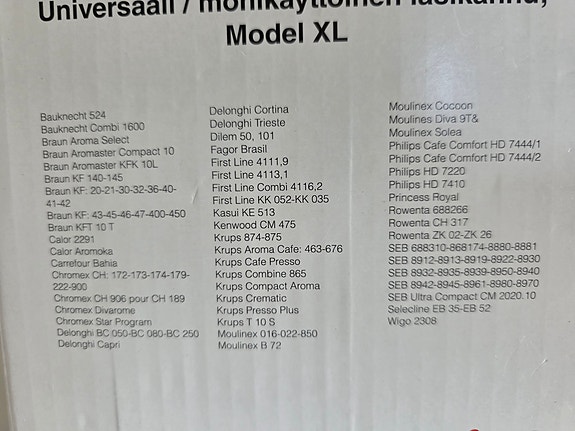 Universaali / monikäyttöinen lasikannu,
Model XL
Bauknecht 524
Bauknecht Combi 1600
Braun Aroma Select
Braun Aromaster Compact 10
Braun Aromaster KFK 10L
Braun KF 140-145
Braun KF: 20-21-30-32-36-40-
41-42
Braun KF: 43-45-46-47-400-450
Braun KFT 10 T
Calor 2291
Calor Aromoka
Carrefour Bahia
Chromex CH: 172-173-174-179-
222-900
Chromex CH 906 pour CH 189
Chromex Divarome
Chromex Star Program
Delonghi BC 050-BC 080-BC 250
Delonghi Capri
Delonghi Cortina
Delonghi Trieste
Dilem 50, 101
Fagor Brasil
First Line 4111,9
First Line 4113,1
First Line Combi 4116,2
First Line KK 052-KK 035
Kasui KE 513
Kenwood CM 475
Krups 874-875
Krups Aroma Cafe: 463-676
Krups Cafe Presso
Krups Combine 865
Krups Compact Aroma
Krups Crematic
Krups Presso Plus
Krups T 10 S
Moulinex 016-022-850
Moulinex B 72
Moulinex Cocoon
Moulines Diva 9T&
Moulinex Solea
Philips Cafe Comfort HD 7444/1
Philips Cafe Comfort HD 7444/2
Philips HD 7220
Philips HD 7410
Princess Royal
Rowenta 688266
Rowenta CH 317
Rowenta ZK 02-ZK 26
SEB 688310-868174-8880-8881
SEB 8912-8913-8919-8922-8930
SEB 8932-8935-8939-8950-8940
SEB 8942-8945-8961-8980-8970
SEB Ultra Compact CM 2020.10
Selecline EB 35-EB 52
Wigo 2308